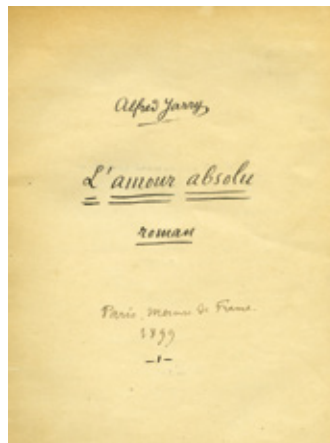 Alfred Jarry
L'amour absolu
roman
Paris, Mercure de France
1899
—1—